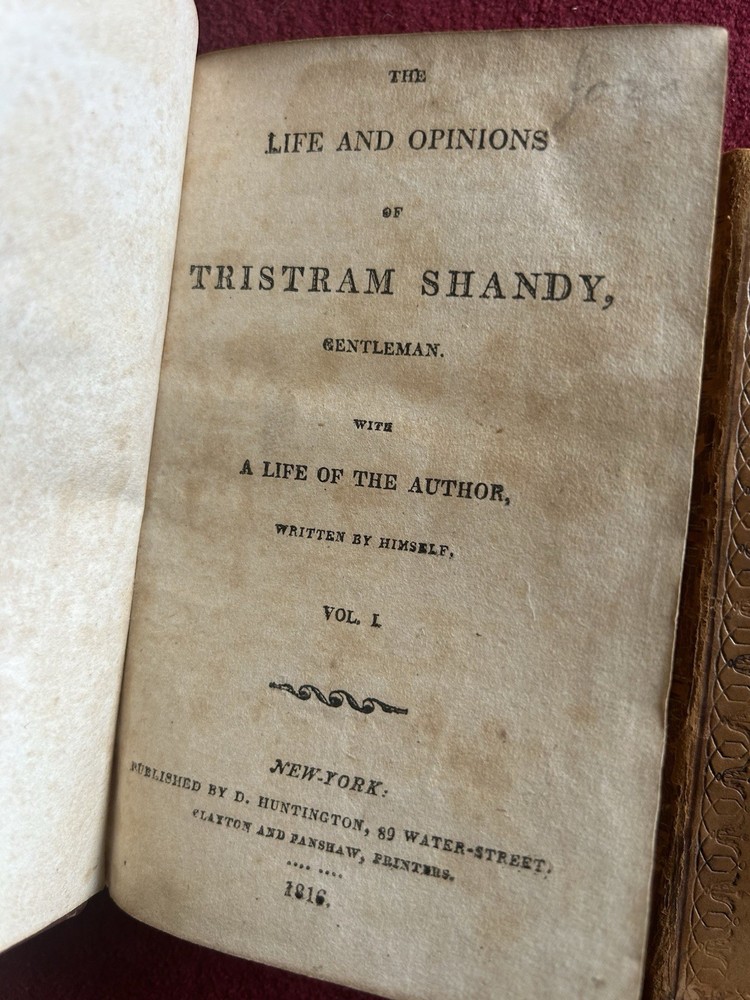 THE
LIFE AND OPINIONS
OF
TRISTRAM SHANDY,
GENTLEMAN.
WITH
A LIFE OF THE AUTHOR,
WRITTEN BY HIMSELF,
VOL. I.
NEW-YORK:
PUBLISHED BY D. HUNTINGTON, 89 WATER-STREET,
CLAYTON AND FANSHAW, PRINTERS.
.... ....
1816.